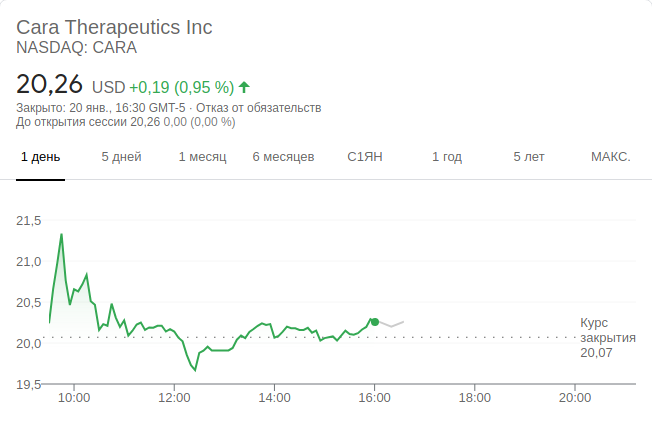 Cara Therapeutics Inc
NASDAQ: CARA
20,26 USD +0,19 (0,95 %)
Закрыто: 20 янв., 16:30 GMT-5 · Отказ от обязательств
До открытия сессии 20,26 0,00 (0,00 %)
1 день 5 дней 1 месяц 6 месяцев С1ЯН 1 год 5 лет МАКС.
21,5
21,0
20,5
20,0
19,5
Курс
закрытия
20,07
10:00 12:00 14:00 16:00 18:00 20:00